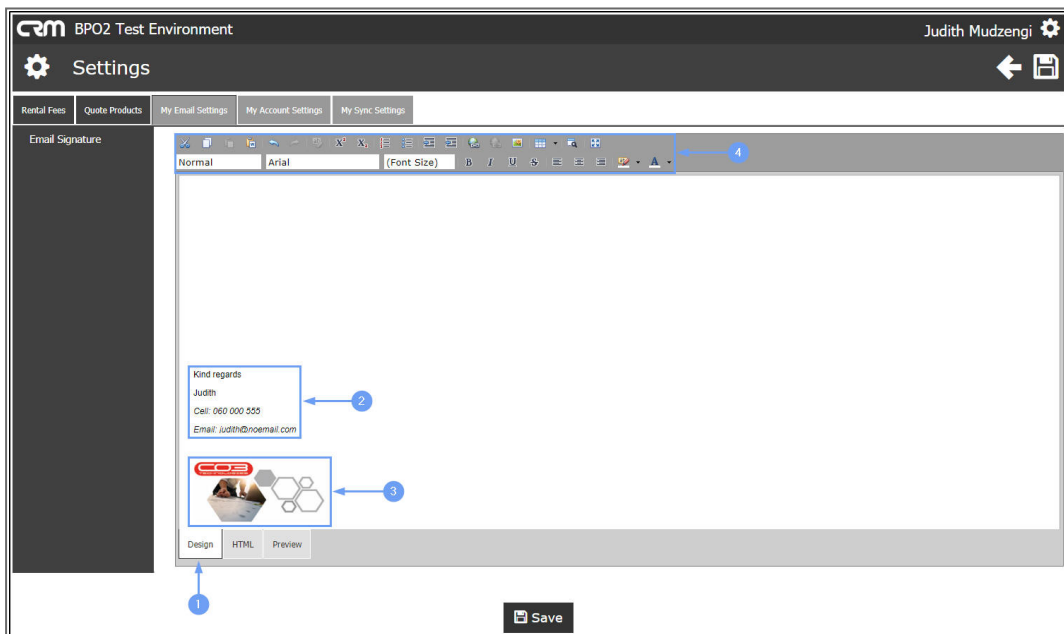 CRM BPO2 Test Environment
Judith Mudzengi
Settings
Rental Fees Quote Products My Email Settings My Account Settings My Sync Settings
Email Signature
Normal Arial (Font Size) B I U S A
4
Kind regards
Judith
Cell: 060 000 555
Email: judith@noemail.com
2
CO3
3
Design HTML Preview
1
Save